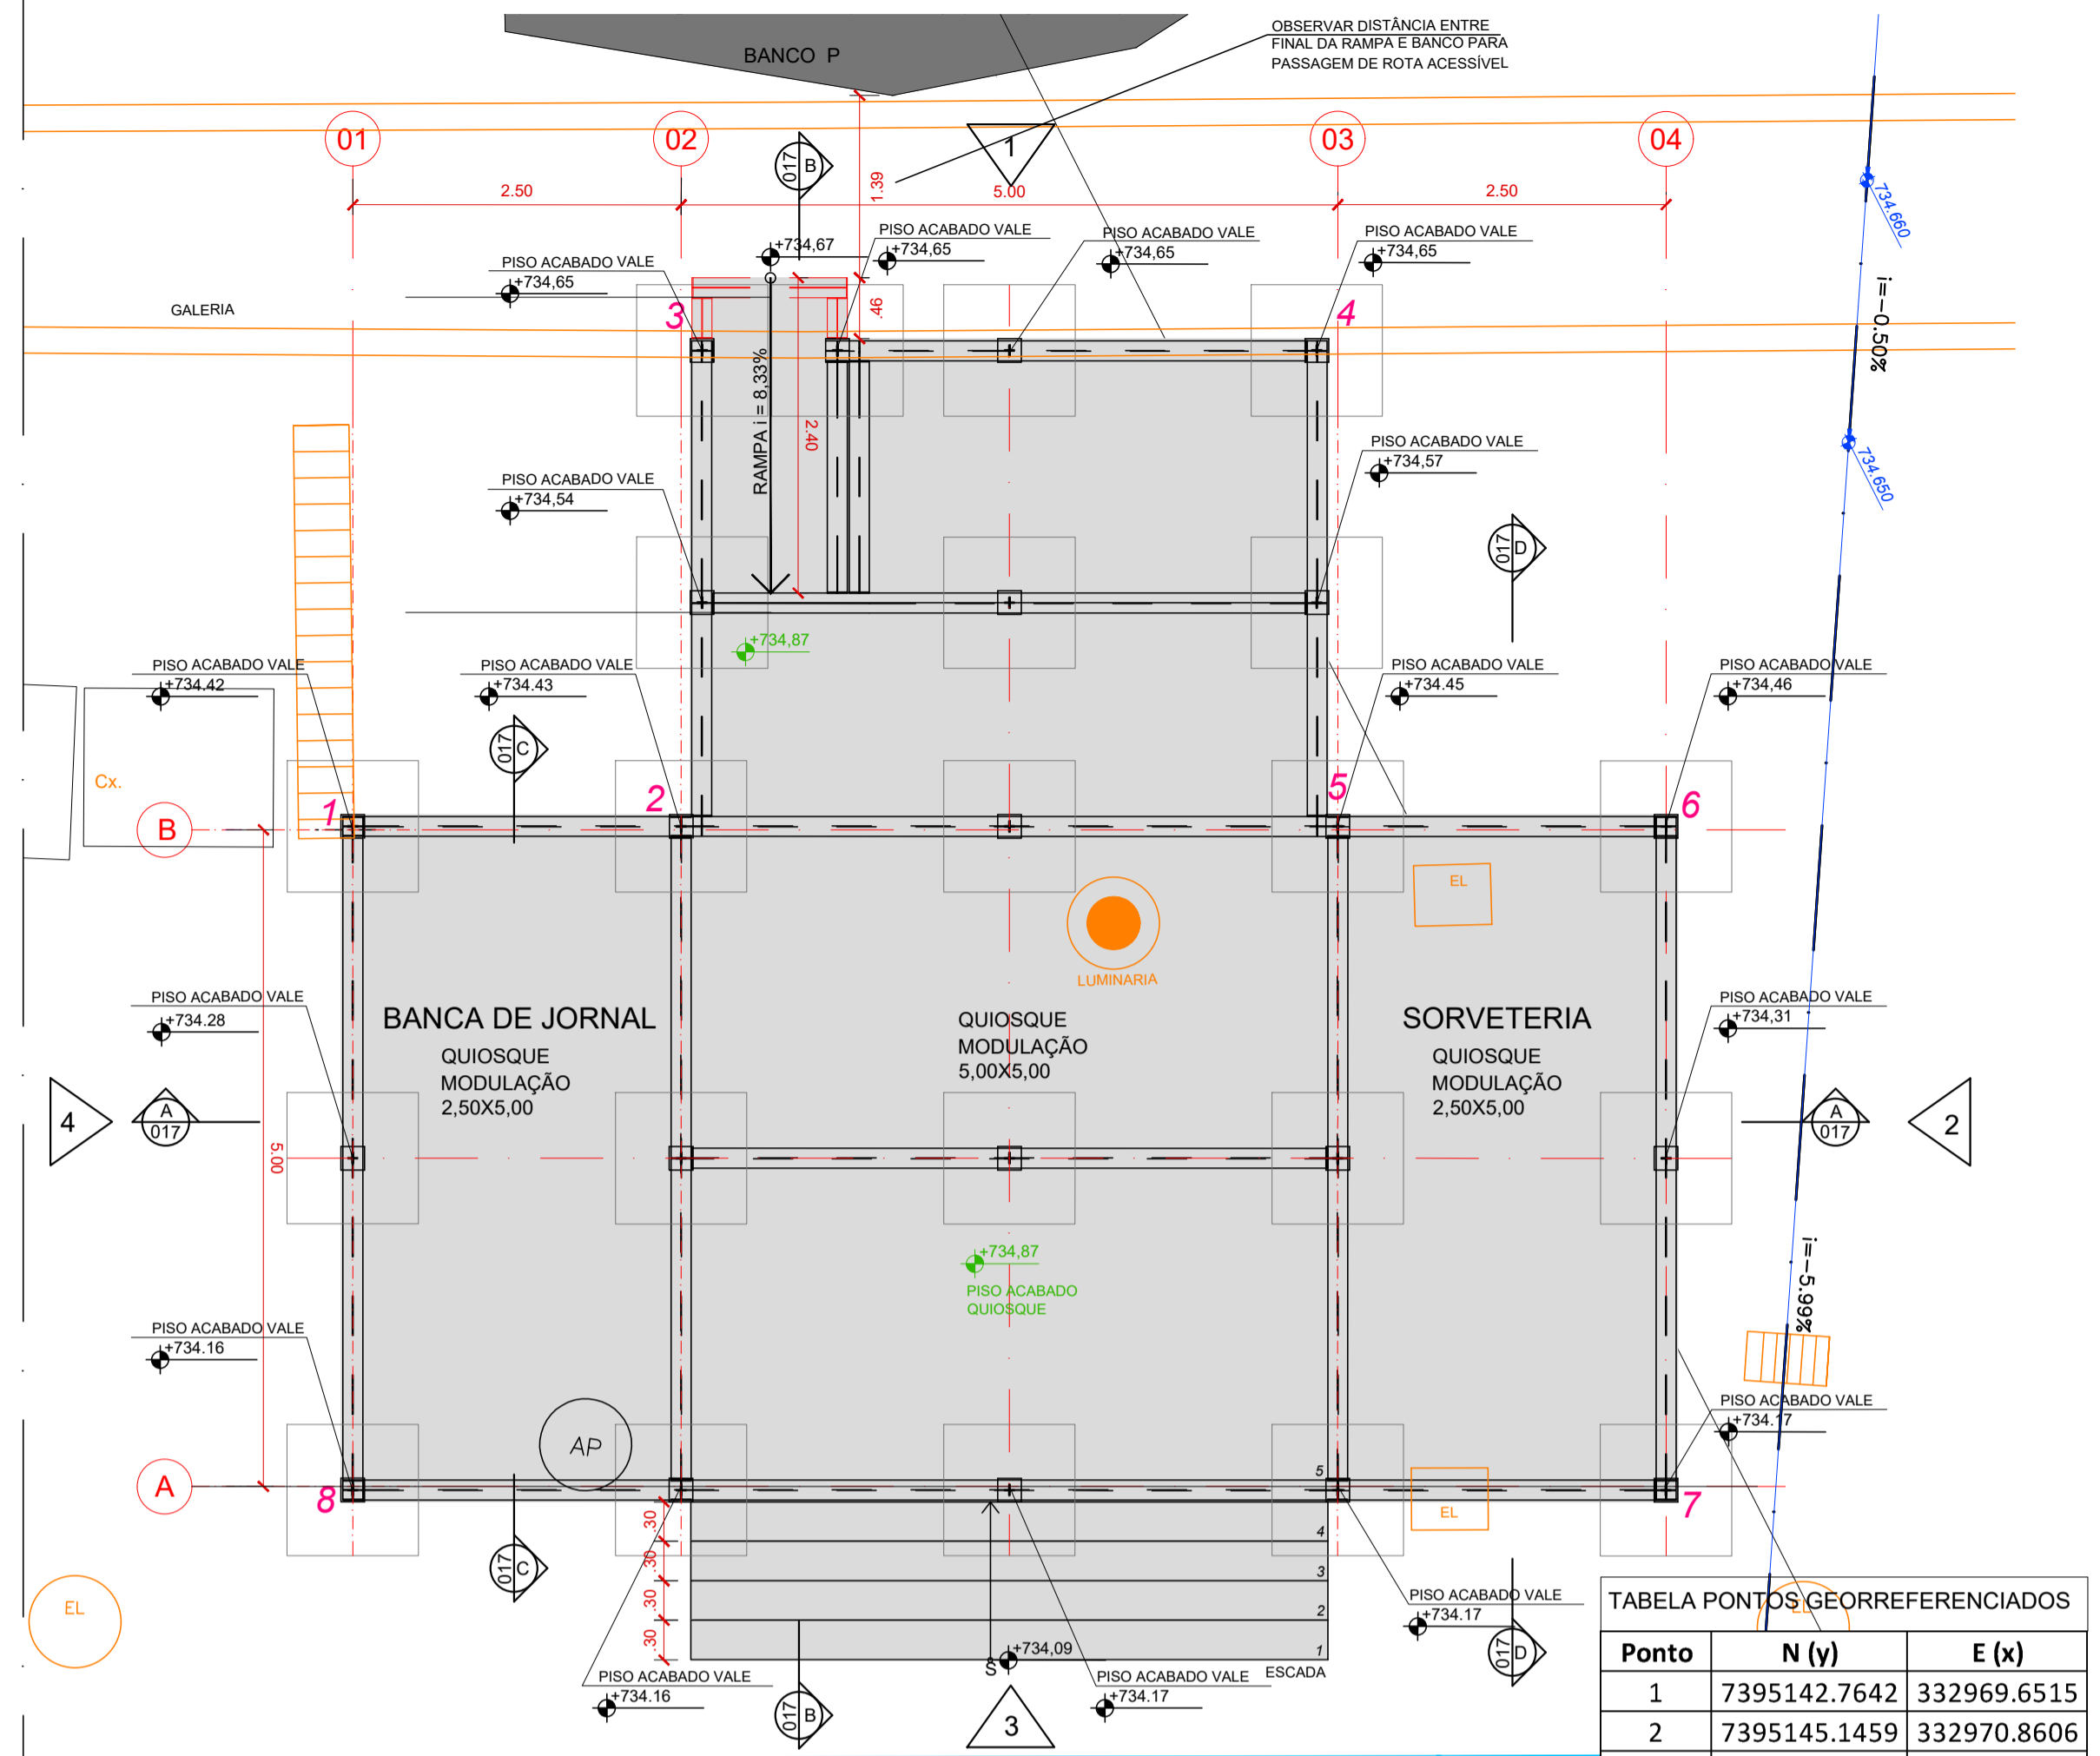 BANCO P
OBSERVAR DISTÂNCIA ENTRE
FINAL DA RAMPA E BANCO PARA
PASSAGEM DE ROTA ACESSÍVEL
01
02
03
04
017
B
1
2.50
5.00
2.50
1.39
734.660
+734,67
PISO ACABADO VALE
+734,65
PISO ACABADO VALE
+734,65
PISO ACABADO VALE
+734,65
PISO ACABADO VALE
+734,65
GALERIA
3
.46
4
i=-0.50%
RAMPA i = 8,33%
2.40
PISO ACABADO VALE
+734,57
734.650
PISO ACABADO VALE
+734,54
017
D
+734,87
PISO ACABADO VALE
+734.42
PISO ACABADO VALE
+734.43
PISO ACABADO VALE
+734.45
PISO ACABADO VALE
+734,46
017
C
Cx.
1
2
5
6
B
EL
LUMINARIA
PISO ACABADO VALE
+734.28
BANCA DE JORNAL
QUIOSQUE
MODULAÇÃO
2,50X5,00
QUIOSQUE
MODULAÇÃO
5,00X5,00
SORVETERIA
QUIOSQUE
MODULAÇÃO
2,50X5,00
PISO ACABADO VALE
+734,31
4
A
017
5.00
A
017
2
+734,87
PISO ACABADO
QUIOSQUE
i=-5.99%
PISO ACABADO VALE
+734.16
PISO ACABADO VALE
+734.17
AP
A
8
5
EL
7
.30
.30
.30
.30
4
3
2
1
017
C
EL
+734,09
S
ESCADA
PISO ACABADO VALE
+734.16
017
B
3
PISO ACABADO VALE
+734.17
PISO ACABADO VALE
+734.17
017
D
EL
TABELA PONTOS GEORREFERENCIADOS
Ponto N (y) E (x)
1 7395142.7642 332969.6515
2 7395145.1459 332970.8606